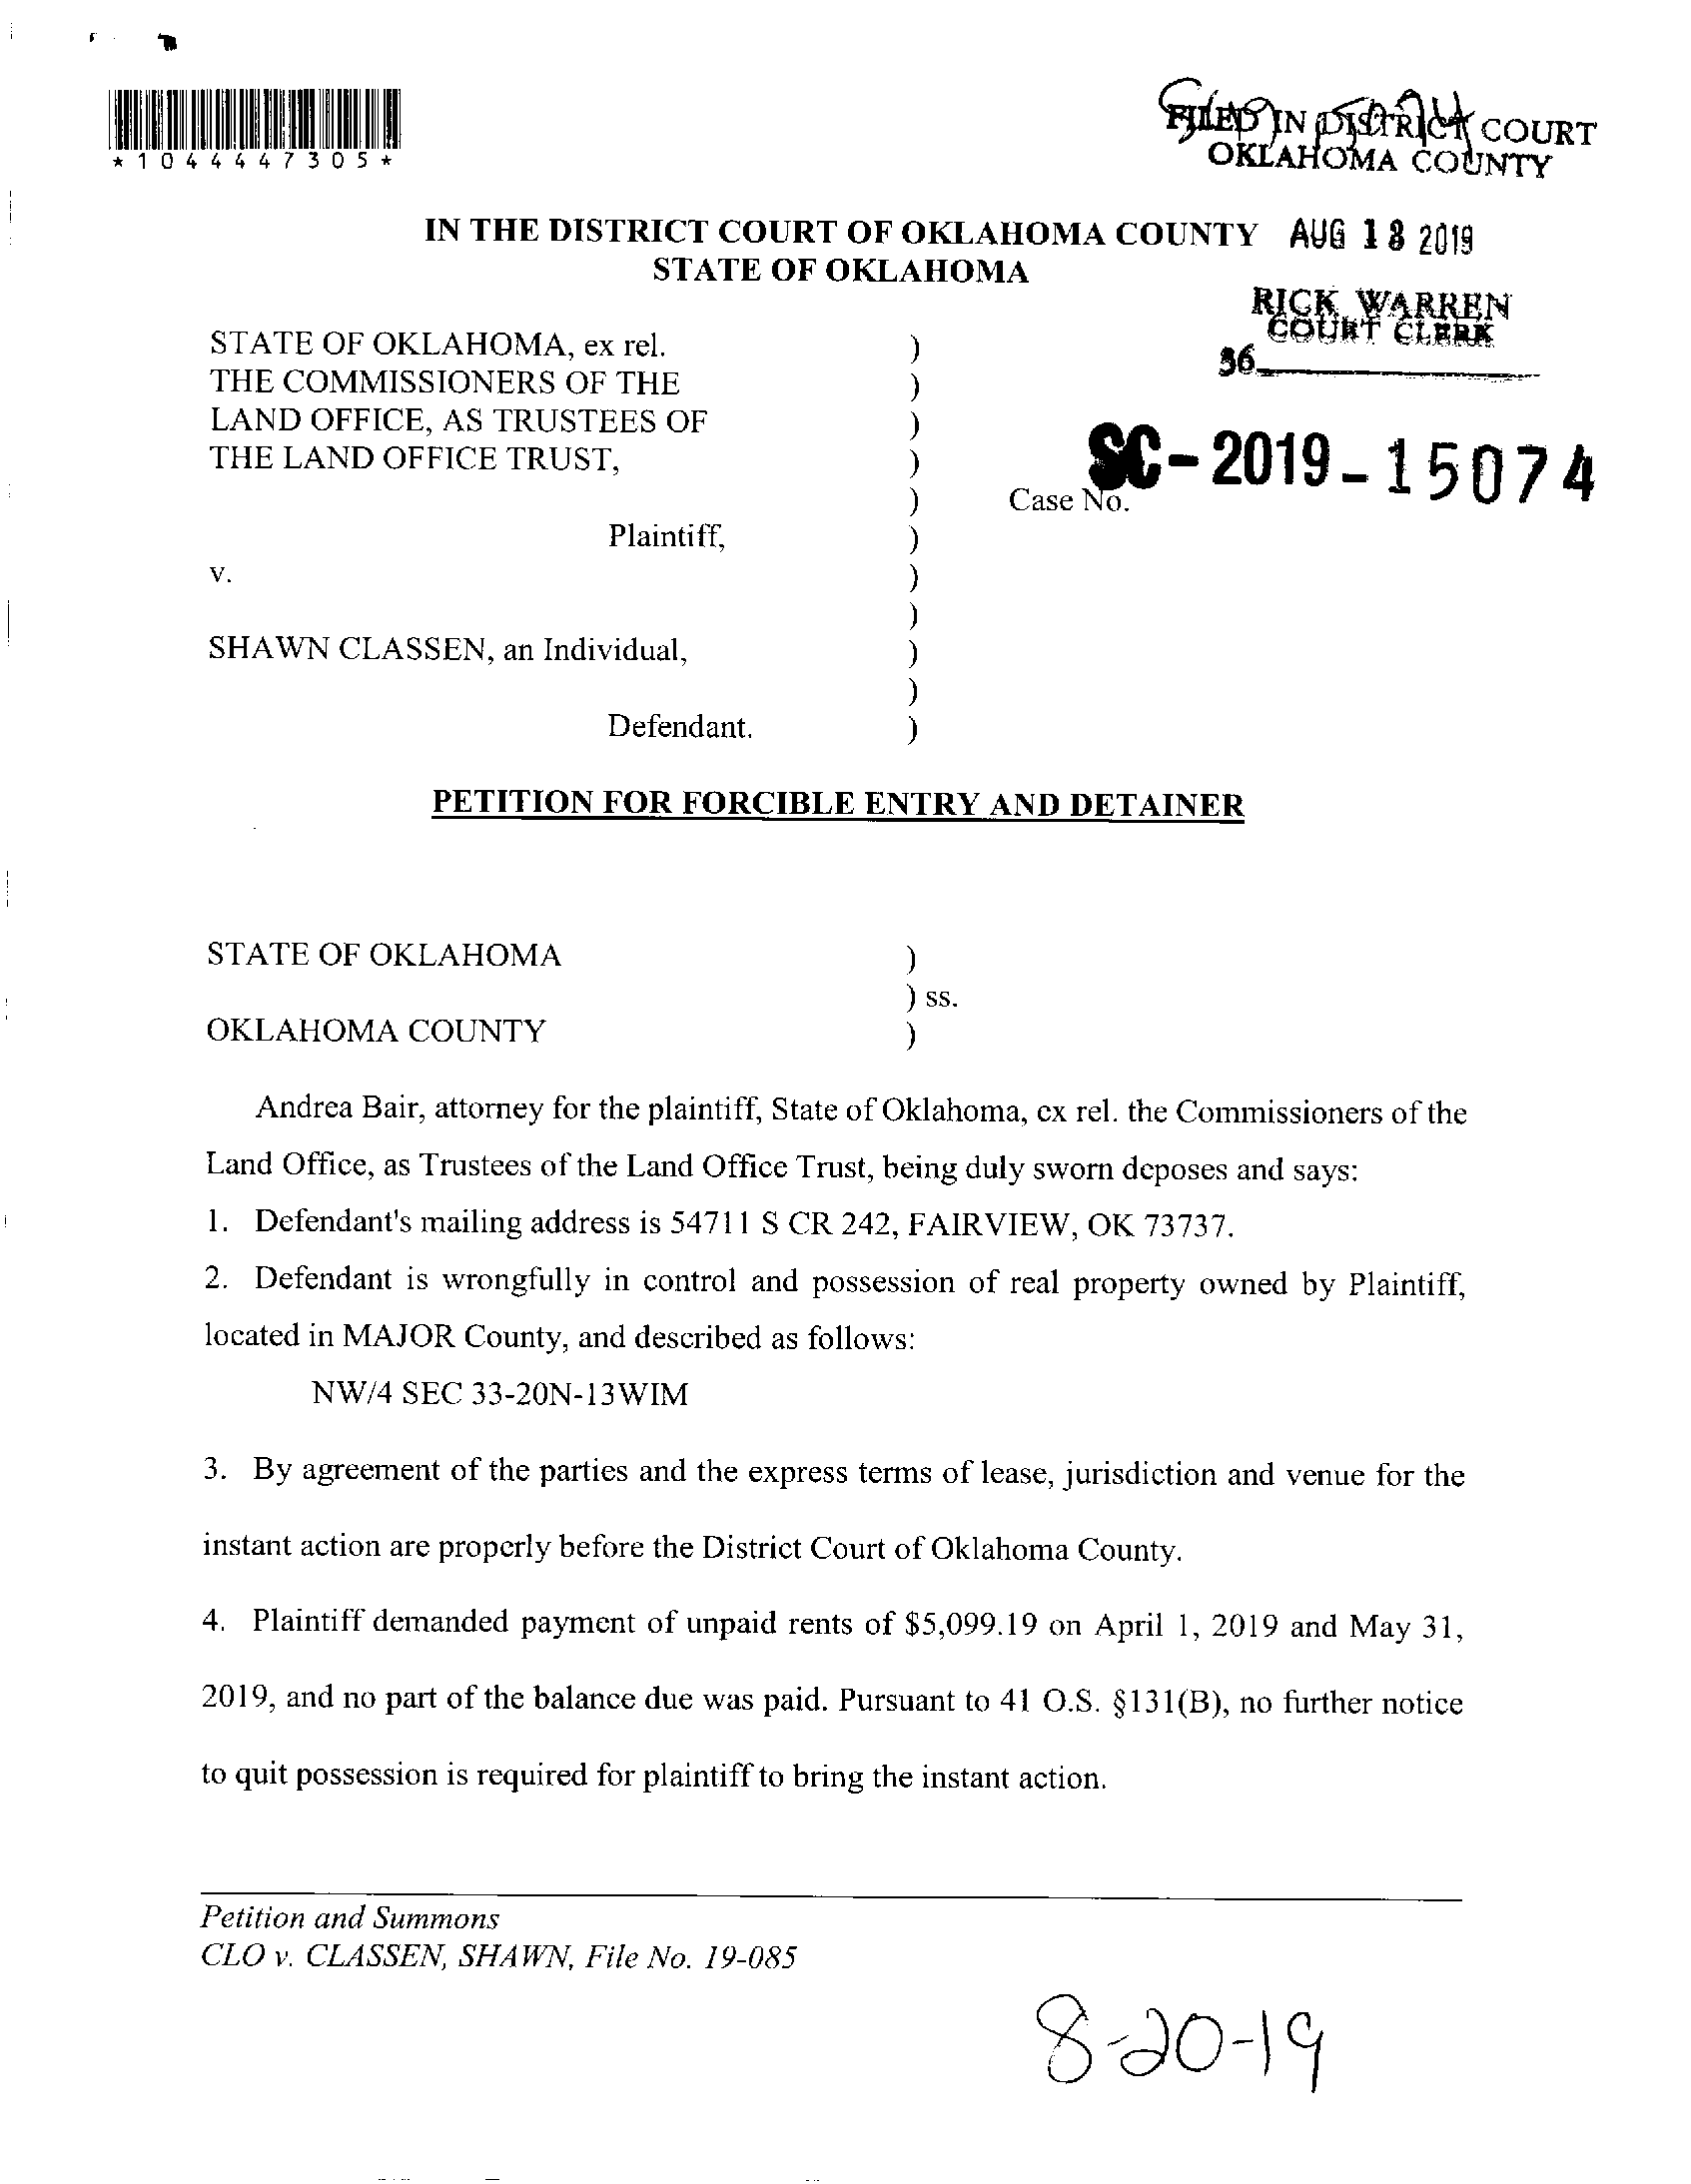 *1044447305*
FILED IN DISTRICT COURT
OKLAHOMA COUNTY
IN THE DISTRICT COURT OF OKLAHOMA COUNTY
AUG 13 2019
STATE OF OKLAHOMA
RICK WARREN
COURT CLERK
36
STATE OF OKLAHOMA, ex rel. )
THE COMMISSIONERS OF THE )
LAND OFFICE, AS TRUSTEES OF )
THE LAND OFFICE TRUST, )
) Case No. SC-2019-15074
Plaintiff, )
v. )
)
SHAWN CLASSEN, an Individual, )
)
Defendant. )
PETITION FOR FORCIBLE ENTRY AND DETAINER
STATE OF OKLAHOMA )
) ss.
OKLAHOMA COUNTY )
Andrea Bair, attorney for the plaintiff, State of Oklahoma, ex rel. the Commissioners of the
Land Office, as Trustees of the Land Office Trust, being duly sworn deposes and says:
1. Defendant's mailing address is 54711 S CR 242, FAIRVIEW, OK 73737.
2. Defendant is wrongfully in control and possession of real property owned by Plaintiff,
located in MAJOR County, and described as follows:
NW/4 SEC 33-20N-13WIM
3. By agreement of the parties and the express terms of lease, jurisdiction and venue for the
instant action are properly before the District Court of Oklahoma County.
4. Plaintiff demanded payment of unpaid rents of $5,099.19 on April 1, 2019 and May 31,
2019, and no part of the balance due was paid. Pursuant to 41 O.S. §131(B), no further notice
to quit possession is required for plaintiff to bring the instant action.
Petition and Summons
CLO v. CLASSEN, SHAWN, File No. 19-085
8-20-19